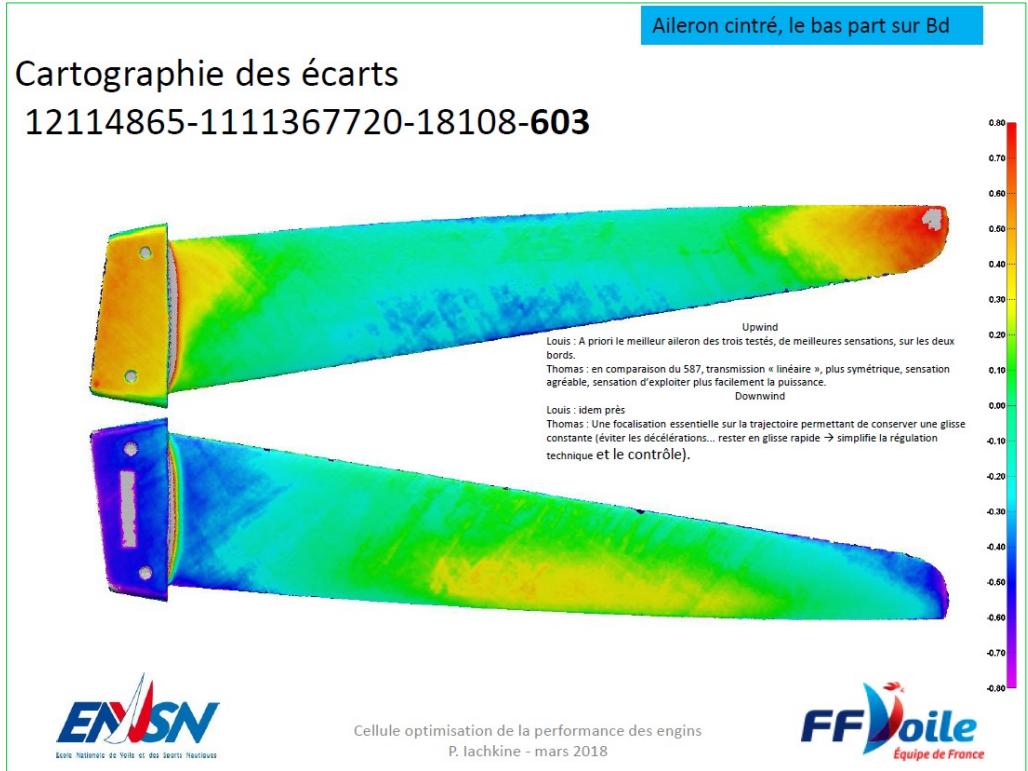 Aileron cintré, le bas part sur Bd
Cartographie des écarts
12114865-1111367720-18108-603
0.80
0.70
0.60
0.50
0.40
0.30
0.20
0.10
0.00
-0.10
-0.20
-0.30
-0.40
-0.50
-0.60
-0.70
-0.80
Upwind
Louis : A priori le meilleur aileron des trois testés, de meilleures sensations, sur les deux
bords.
Thomas : en comparaison du 587, transmission « linéaire », plus symétrique, sensation
agréable, sensation d'exploiter plus facilement la puissance.
Downwind
Louis : idem près
Thomas : Une focalisation essentielle sur la trajectoire permettant de conserver une glisse
constante (éviter les décélérations... rester en glisse rapide → simplifie la régulation
technique et le contrôle).
ENVSN
Ecole Nationale de Voile et des Sports Nautiques
Cellule optimisation de la performance des engins
P. Iachkine - mars 2018
FFVoile
Équipe de France